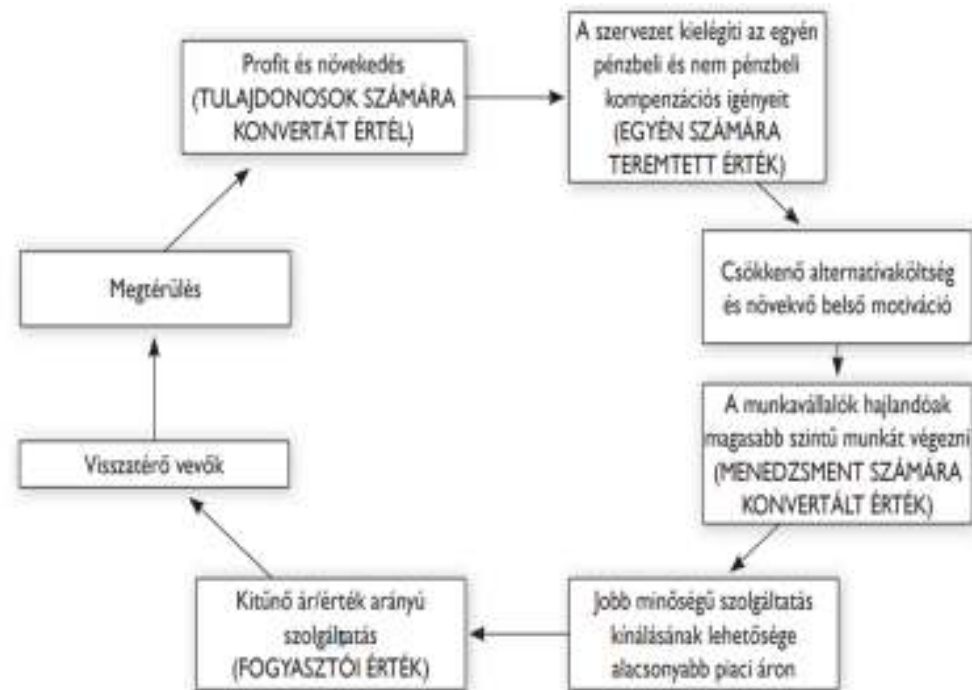 Profit és növekedés
(TULAJDONOSOK SZÁMÁRA
KONVERTÁT ÉRTÉL)
A szervezet kielégíti az egyén
pénzbeli és nem pénzbeli
kompenzációs igényeit
(EGYÉN SZÁMÁRA
TEREMTETT ÉRTÉK)
Csökkenő alternatívaköltség
és növekvő belső motiváció
A munkavállalók hajlandóak
magasabb szintű munkát végezni
(MENEDZSMENT SZÁMÁRA
KONVERTÁLT ÉRTÉK)
Jobb minőségű szolgáltatás
kínálásának lehetősége
alacsonyabb piaci áron
Kitűnő ár/érték arányú
szolgáltatás
(FOGYASZTÓI ÉRTÉK)
Visszatérő vevők
Megtérülés